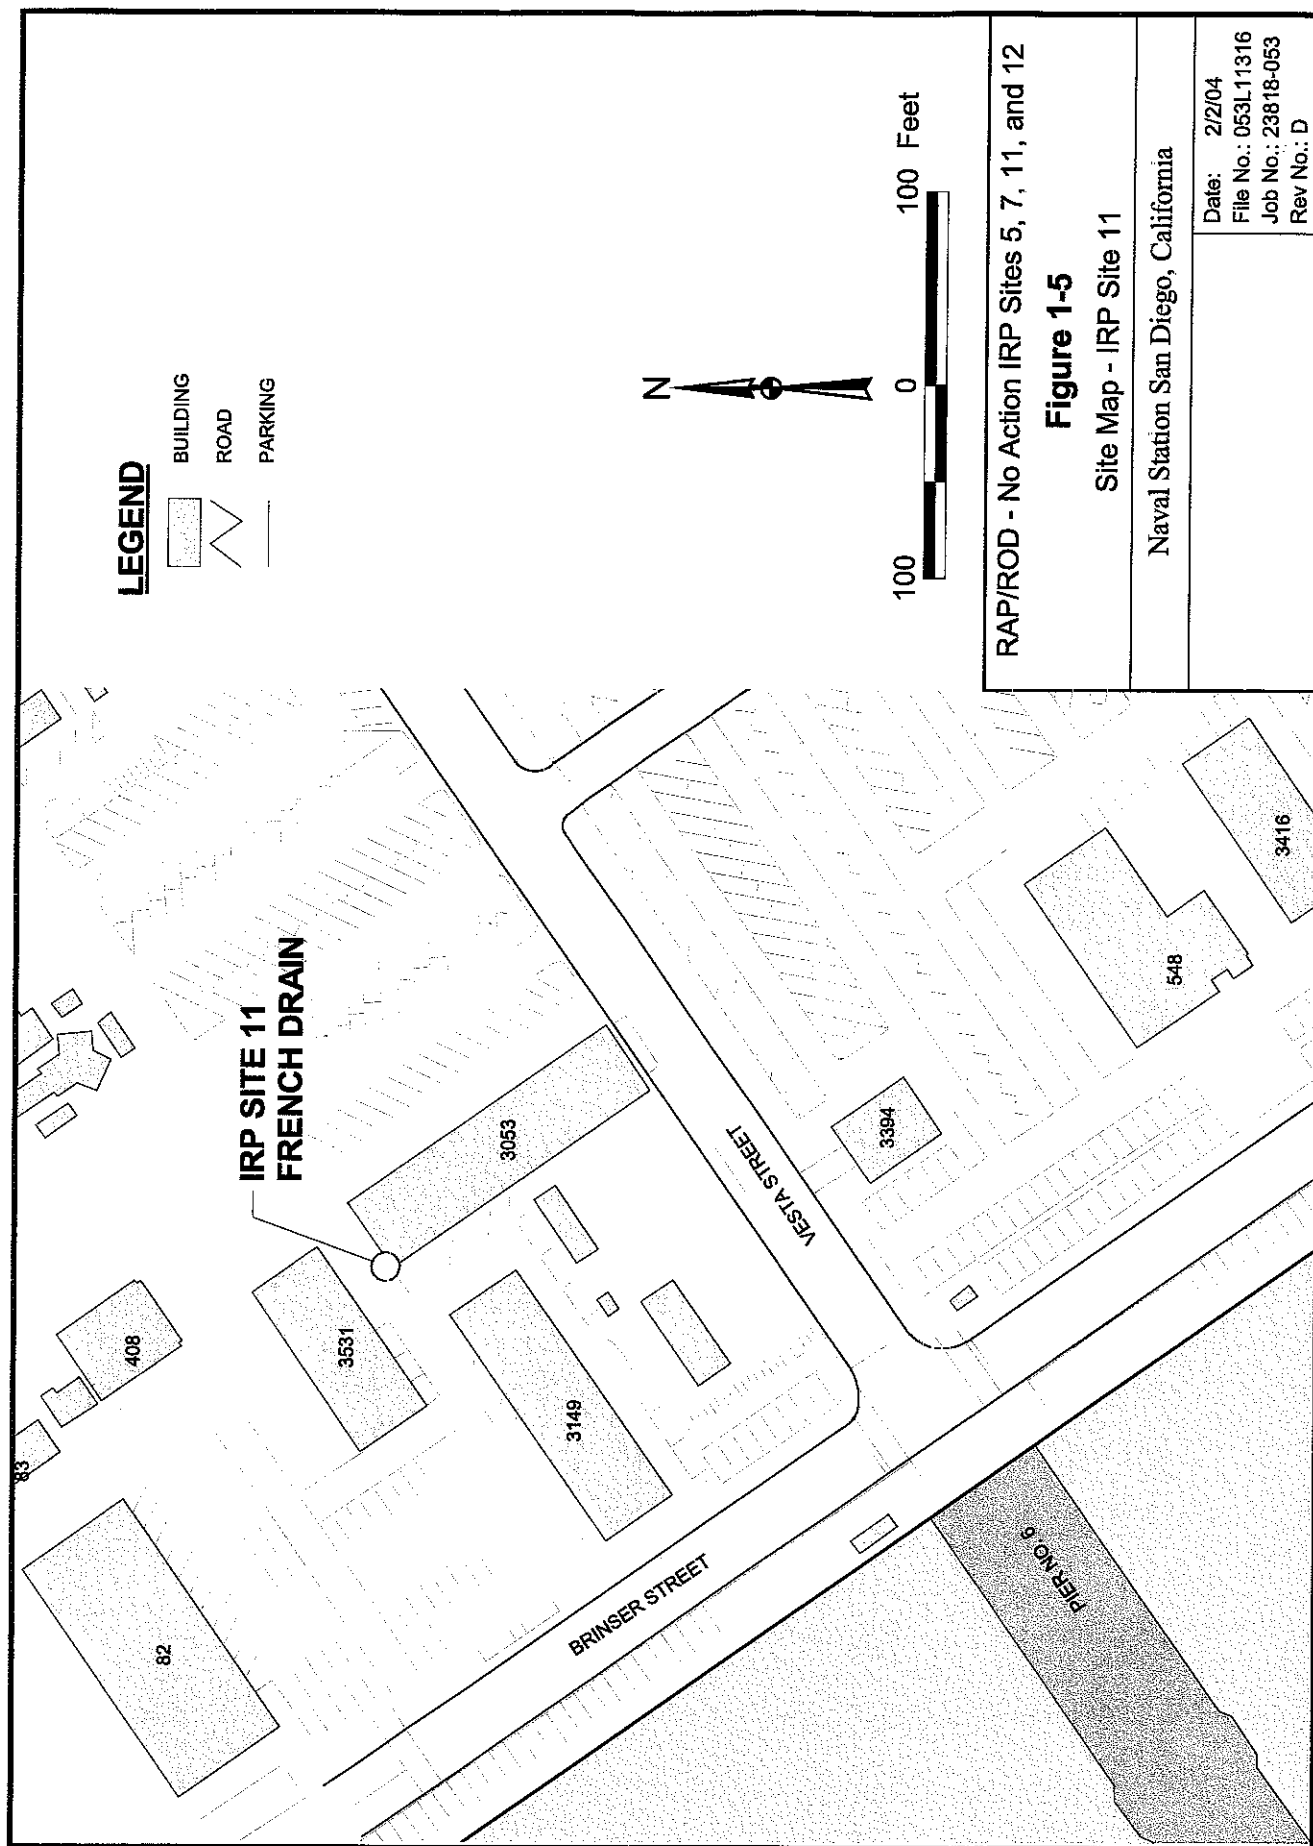 LEGEND
BUILDING
ROAD
PARKING
IRP SITE 11
FRENCH DRAIN
83
408
82
3531
3053
3149
VESTA STREET
BRINSER STREET
3394
548
3416
PIER NO. 6
N
100 0 100 Feet
RAP/ROD - No Action IRP Sites 5, 7, 11, and 12
Figure 1-5
Site Map - IRP Site 11
Naval Station San Diego, California
Date: 2/2/04
File No.: 053L11316
Job No.: 23818-053
Rev No.: D